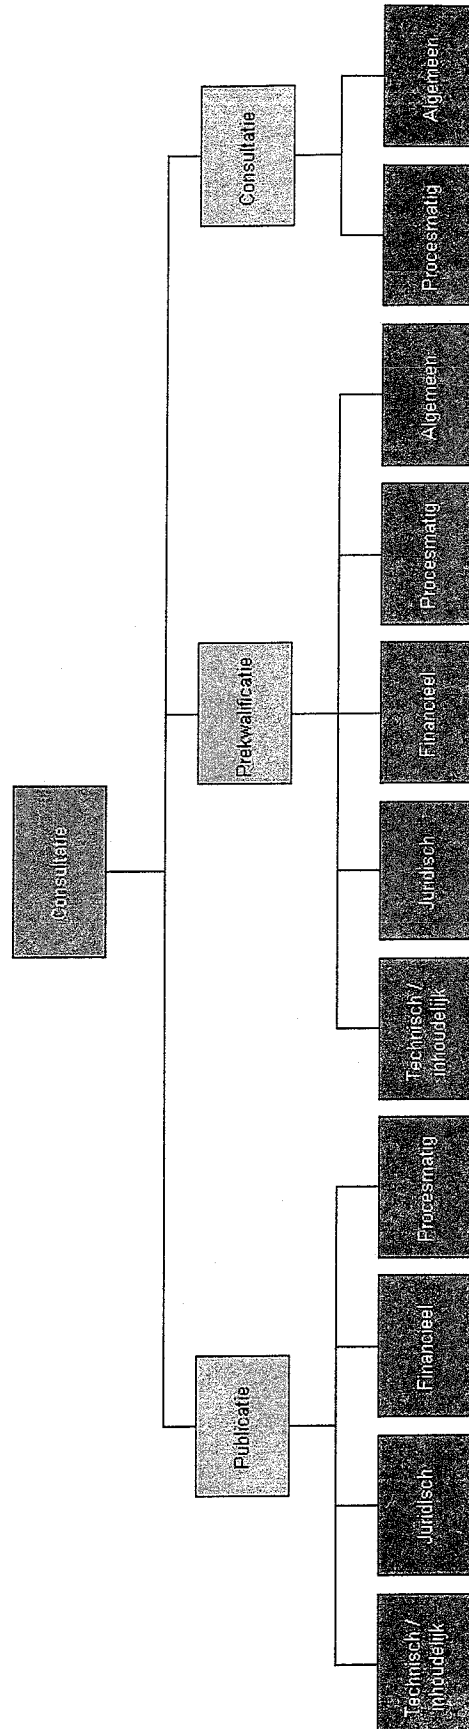 Consultatie
Publicatie
Prekwalificatie
Consultatie
Technisch /
inhoudelijk
Juridisch
Financieel
Procesmatig
Technisch /
inhoudelijk
Juridisch
Financieel
Procesmatig
Algemeen
Procesmatig
Algemeen